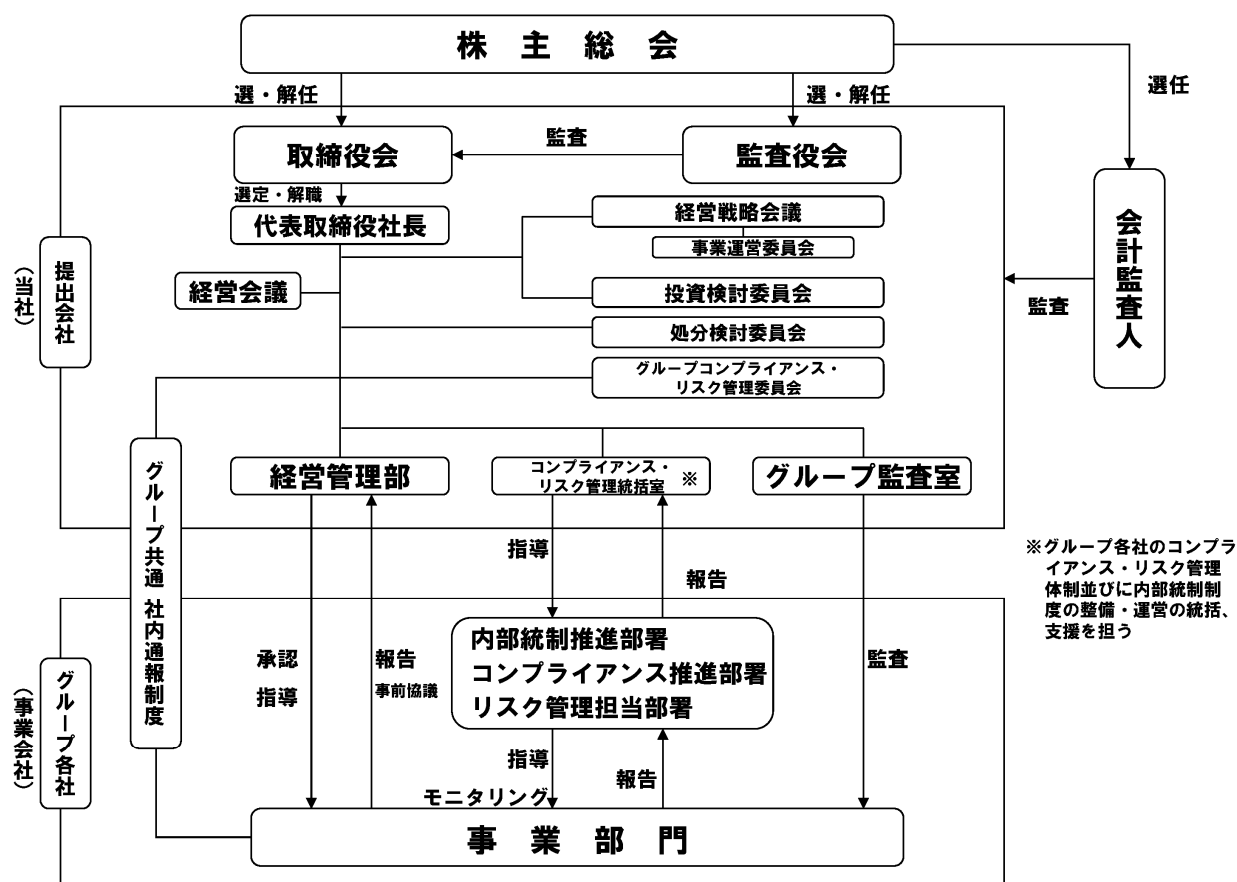 株主総会
選・解任
選・解任
選任
取締役会
監査
監査役会
選定・解職
代表取締役社長
経営戦略会議
事業運営委員会
経営会議
投資検討委員会
処分検討委員会
グループコンプライアンス・
リスク管理委員会
会計監査人
監査
提出会社
（当社）
経営管理部
コンプライアンス・
リスク管理統括室 ※
グループ監査室
グループ共通 社内通報制度
指導
報告
※グループ各社のコンプラ
イアンス・リスク管理
体制並びに内部統制制
度の整備・運営の統括、
支援を担う
内部統制推進部署
コンプライアンス推進部署
リスク管理担当部署
承認
指導
報告
事前協議
監査
グループ各社
（事業会社）
指導
モニタリング
報告
事業部門